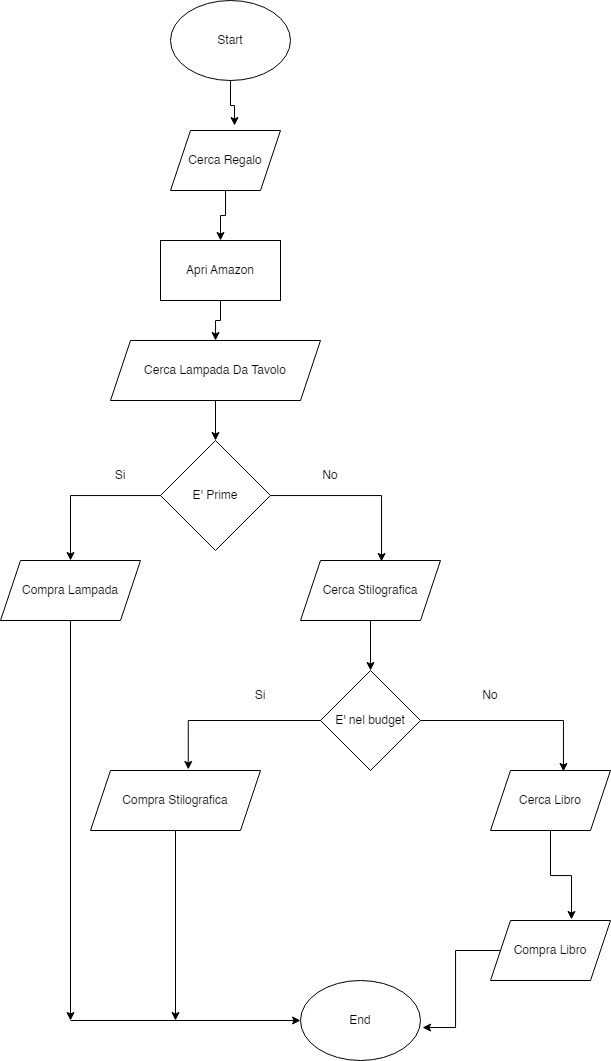 Start
Cerca Regalo
Apri Amazon
Cerca Lampada Da Tavolo
Si
No
E' Prime
Compra Lampada
Cerca Stilografica
Si
No
E' nel budget
Compra Stilografica
Cerca Libro
Compra Libro
End